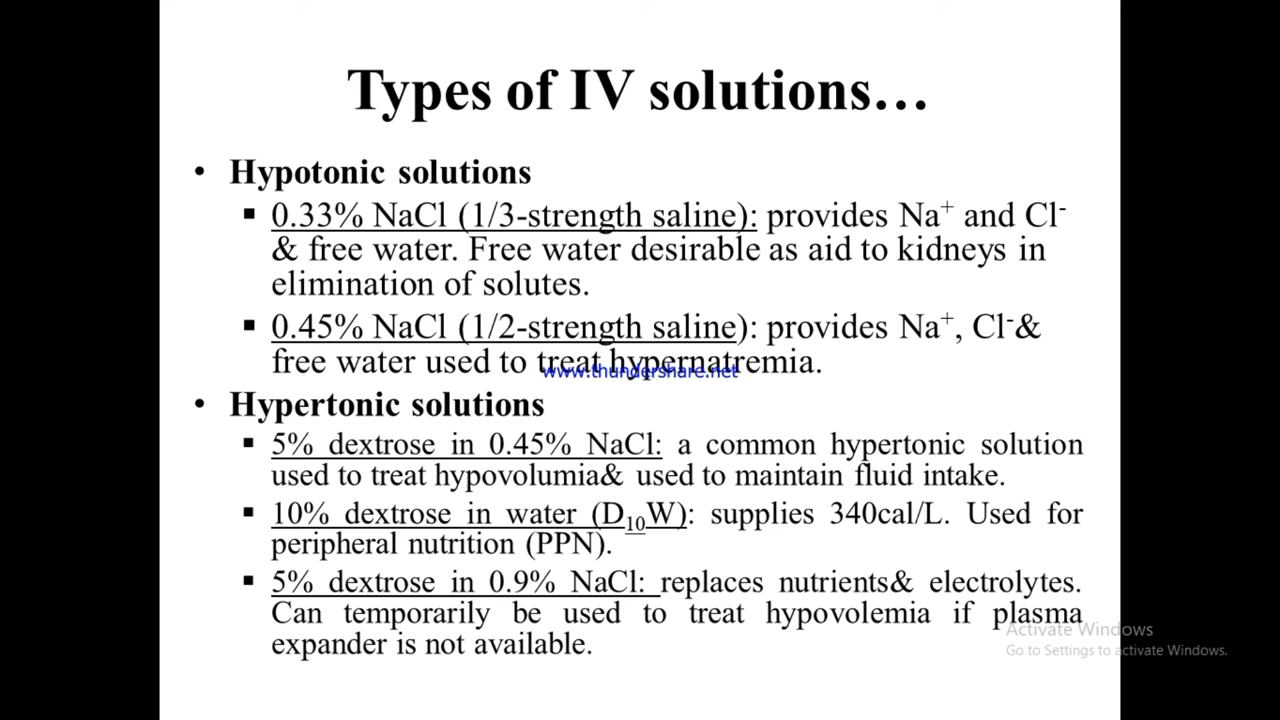 Types of IV solutions…
• Hypotonic solutions
▪ 0.33% NaCl (1/3-strength saline): provides Na⁺ and Cl⁻
& free water. Free water desirable as aid to kidneys in
elimination of solutes.
▪ 0.45% NaCl (1/2-strength saline): provides Na⁺, Cl⁻&
free water used to treat hypernatremia.
www.thundershare.net
• Hypertonic solutions
▪ 5% dextrose in 0.45% NaCl: a common hypertonic solution
used to treat hypovolumia& used to maintain fluid intake.
▪ 10% dextrose in water (D₁₀W): supplies 340cal/L. Used for
peripheral nutrition (PPN).
▪ 5% dextrose in 0.9% NaCl: replaces nutrients& electrolytes.
Can temporarily be used to treat hypovolemia if plasma
expander is not available.
Activate Windows
Go to Settings to activate Windows.